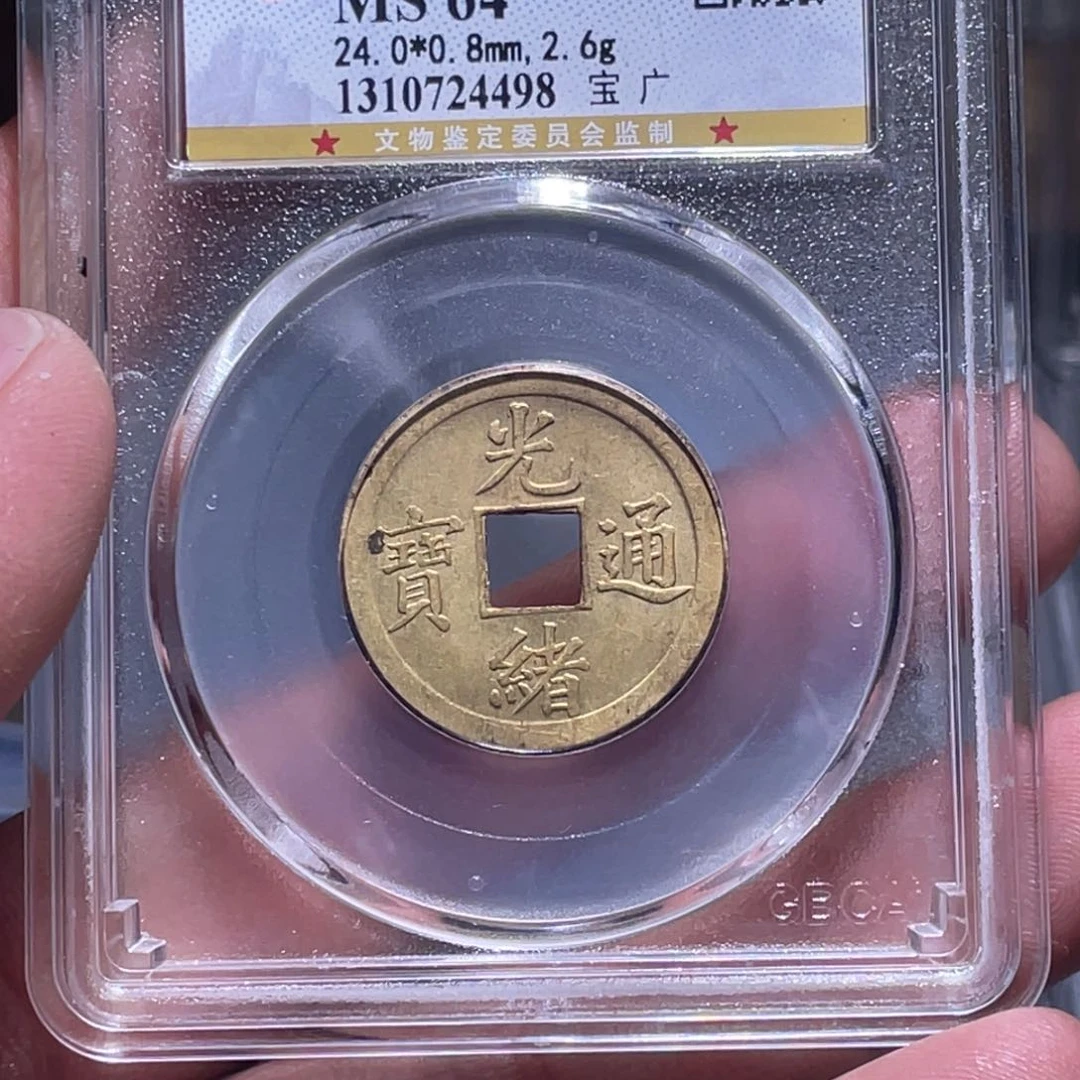 MS 64
24.0*0.8mm, 2.6g
1310724498 宝广
★ 文物鉴定委员会监制 ★
光
寶 通
緒
GBCA